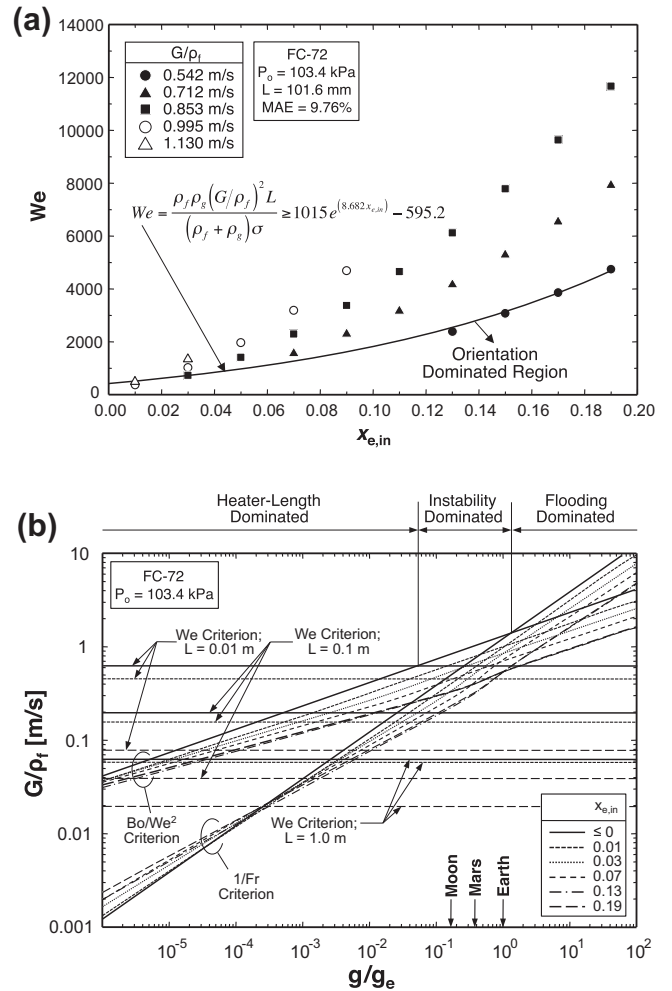 (a)
14000
12000
10000
8000
6000
4000
2000
0
We
G/ρf
0.542 m/s
0.712 m/s
0.853 m/s
0.995 m/s
1.130 m/s
FC-72
Po = 103.4 kPa
L = 101.6 mm
MAE = 9.76%
We = ρf ρg (G/ρf)² L / (ρf + ρg)σ ≥ 1015 e^(8.682 xe,in) − 595.2
Orientation
Dominated Region
0.00 0.02 0.04 0.06 0.08 0.10 0.12 0.14 0.16 0.18 0.20
xe,in
(b)
Heater-Length
Dominated
Instability
Dominated
Flooding
Dominated
10
1
0.1
0.01
0.001
G/ρf [m/s]
FC-72
Po = 103.4 kPa
We Criterion;
L = 0.01 m
We Criterion;
L = 0.1 m
Bo/We²
Criterion
1/Fr
Criterion
We Criterion;
L = 1.0 m
Moon
Mars
Earth
xe,in
≤ 0
0.01
0.03
0.07
0.13
0.19
10⁻⁵ 10⁻⁴ 10⁻³ 10⁻² 10⁻¹ 10⁰ 10¹ 10²
g/ge